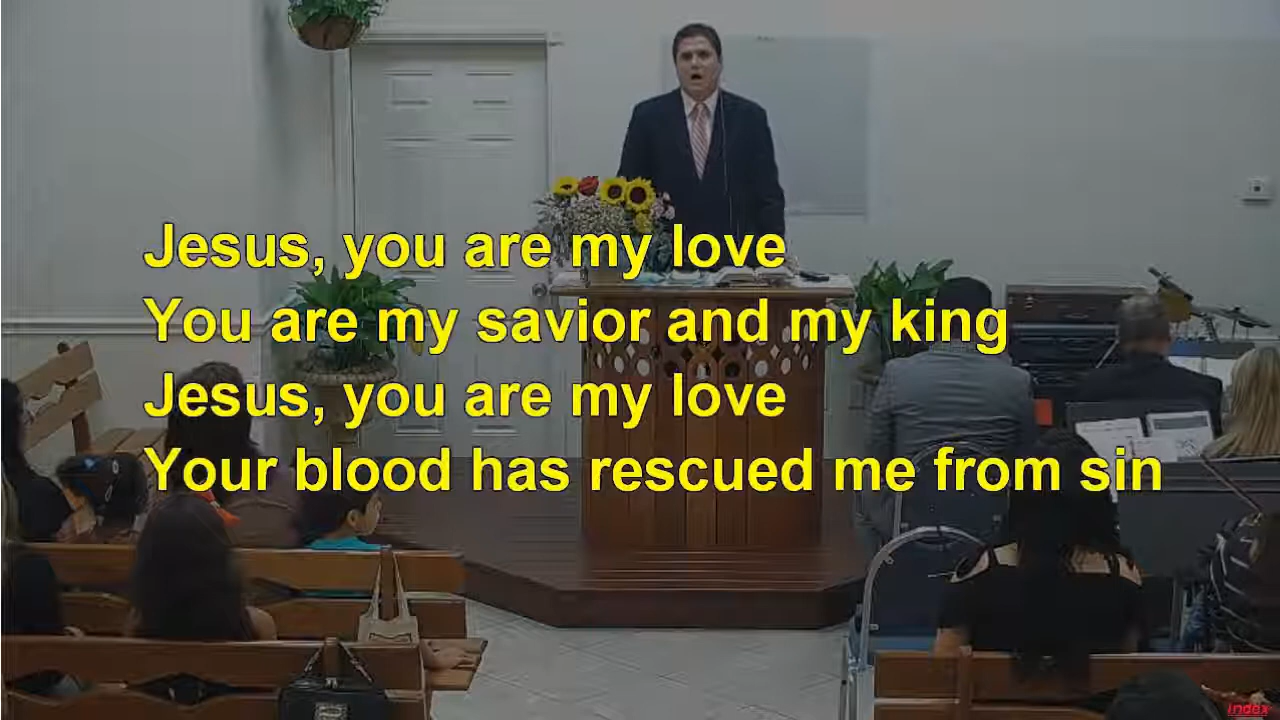 Jesus, you are my love
You are my savior and my king
Jesus, you are my love
Your blood has rescued me from sin
Index